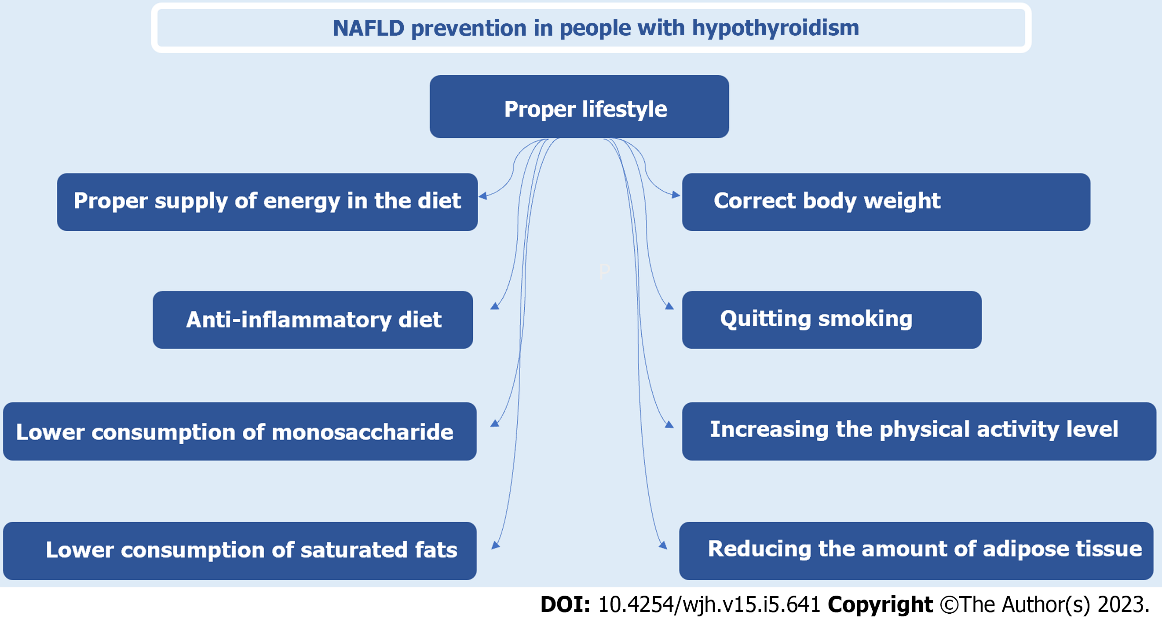 NAFLD prevention in people with hypothyroidism
Proper lifestyle
Proper supply of energy in the diet
Correct body weight
Anti-inflammatory diet
Quitting smoking
Lower consumption of monosaccharide
Increasing the physical activity level
Lower consumption of saturated fats
Reducing the amount of adipose tissue
P
DOI: 10.4254/wjh.v15.i5.641 Copyright ©The Author(s) 2023.